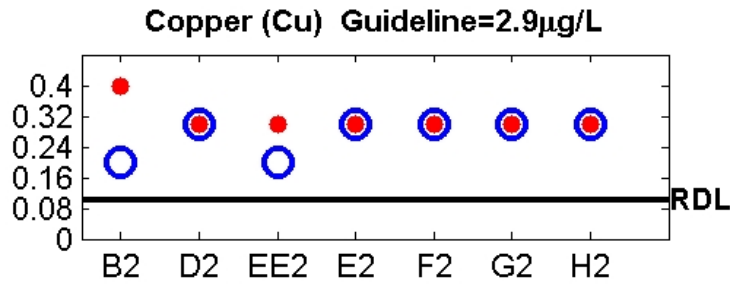 Copper (Cu) Guideline=2.9μg/L
0.4
0.32
0.24
0.16
0.08
0
RDL
B2 D2 EE2 E2 F2 G2 H2